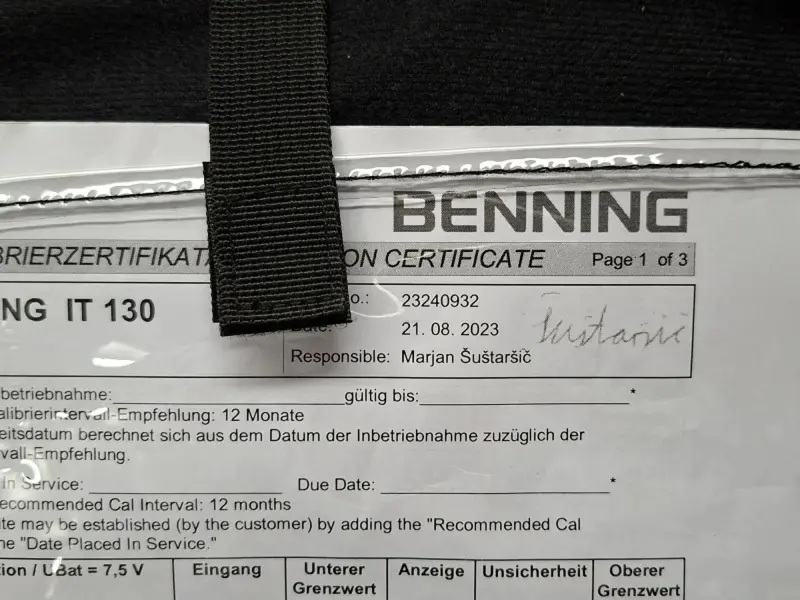 BENNING
BRIERZERTIFIKAT ON CERTIFICATE Page 1 of 3
NG IT 130
o.: 23240932
Date: 21. 08. 2023 Šuštaršič
Responsible: Marjan Šuštaršič
betriebnahme: gültig bis: *
alibrierintervall-Empfehlung: 12 Monate
eitsdatum berechnet sich aus dem Datum der Inbetriebnahme zuzüglich der
vall-Empfehlung.
In Service: Due Date: *
ecommended Cal Interval: 12 months
te may be established (by the customer) by adding the "Recommended Cal
he "Date Placed In Service."
tion / UBat = 7,5 V Eingang Unterer Grenzwert Anzeige Unsicherheit Oberer Grenzwert